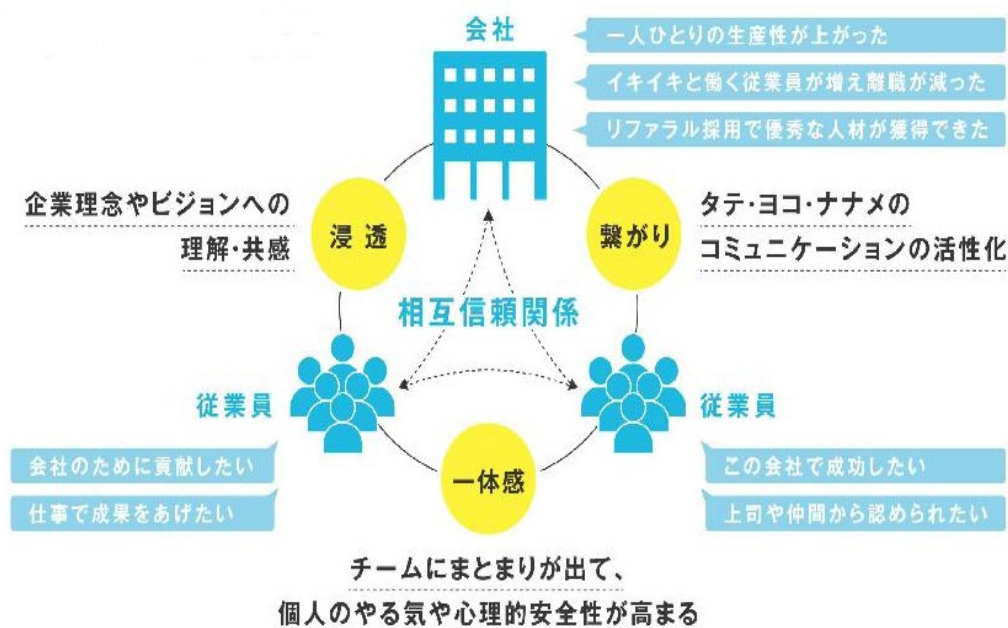 会社
一人ひとりの生産性が上がった
イキイキと働く従業員が増え離職が減った
リファラル採用で優秀な人材が獲得できた
企業理念やビジョンへの
理解・共感
浸透
繋がり
タテ・ヨコ・ナナメの
コミュニケーションの活性化
相互信頼関係
従業員
会社のために貢献したい
仕事で成果をあげたい
従業員
この会社で成功したい
上司や仲間から認められたい
一体感
チームにまとまりが出て、
個人のやる気や心理的安全性が高まる